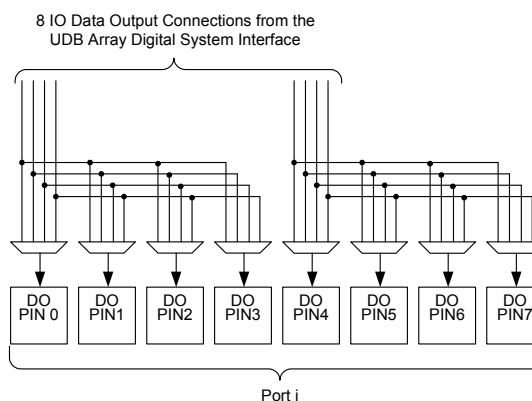 8 IO Data Output Connections from the
UDB Array Digital System Interface
DO
PIN 0
DO
PIN1
DO
PIN2
DO
PIN3
DO
PIN4
DO
PIN5
DO
PIN6
DO
PIN7
Port i